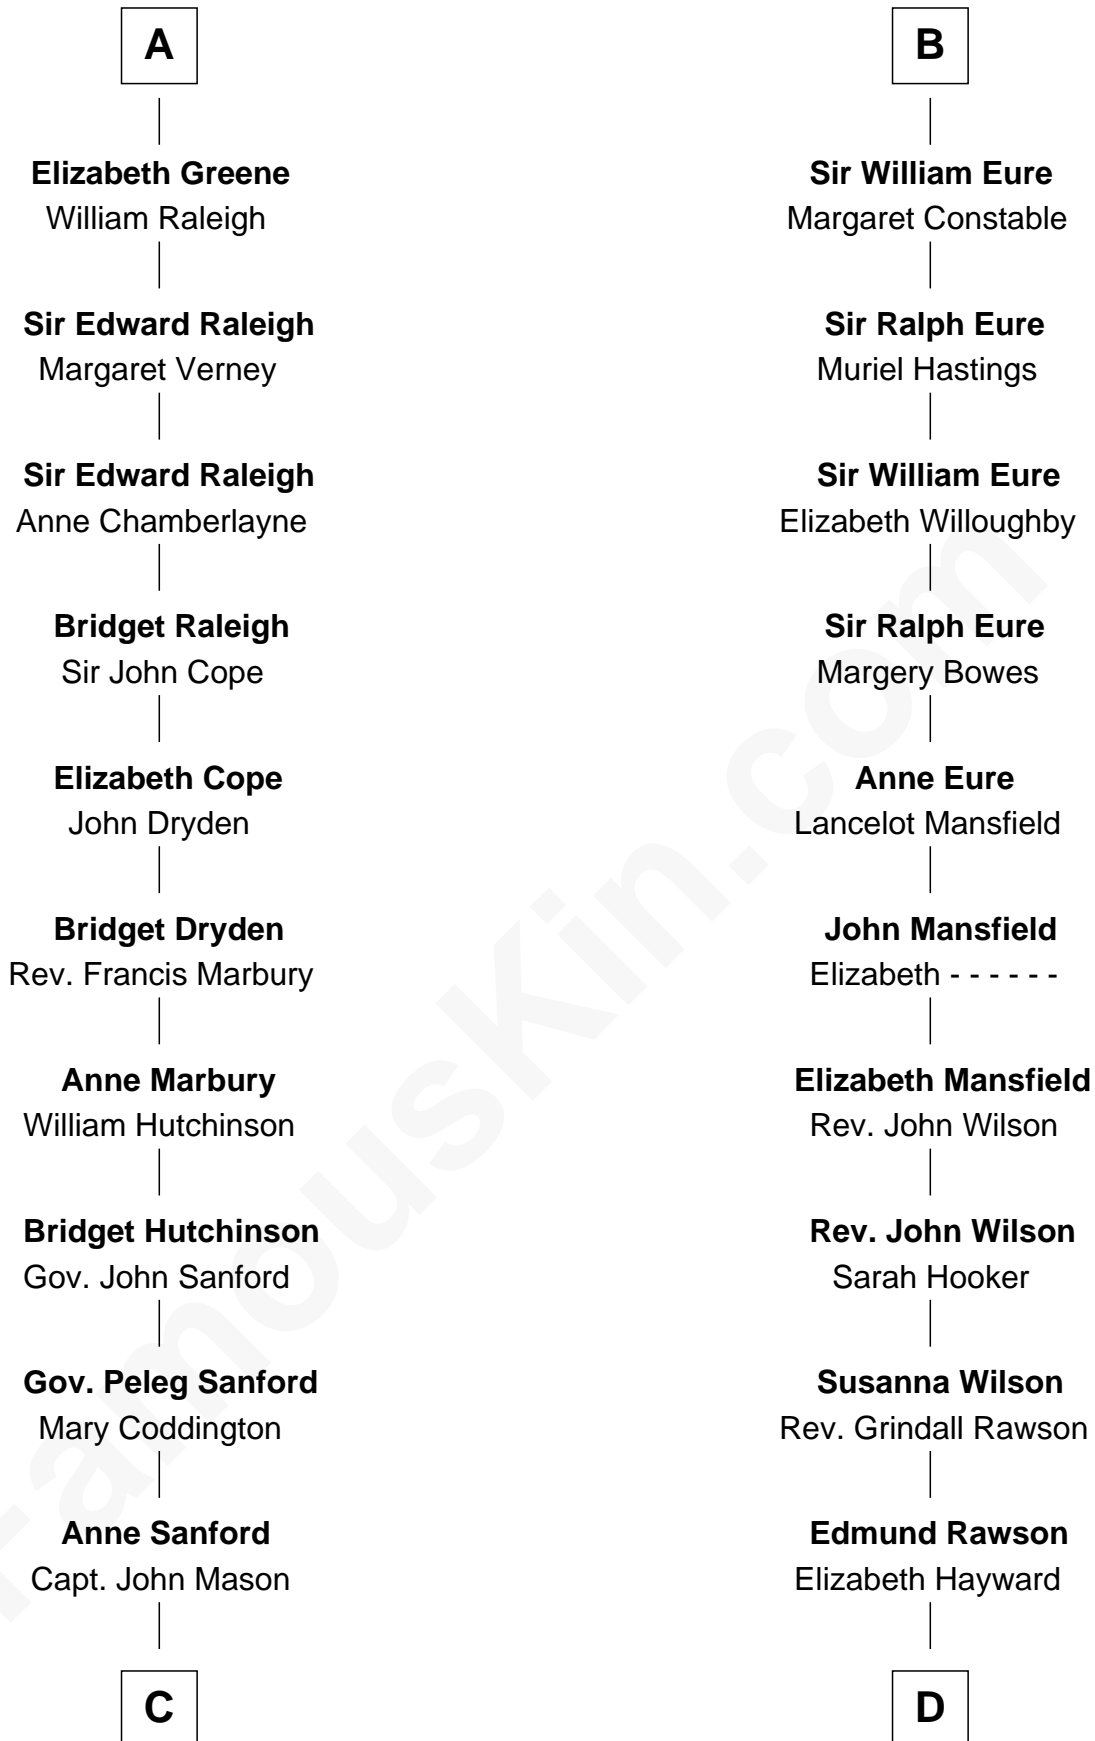 A
Elizabeth Greene
William Raleigh
Sir Edward Raleigh
Margaret Verney
Sir Edward Raleigh
Anne Chamberlayne
Bridget Raleigh
Sir John Cope
Elizabeth Cope
John Dryden
Bridget Dryden
Rev. Francis Marbury
Anne Marbury
William Hutchinson
Bridget Hutchinson
Gov. John Sanford
Gov. Peleg Sanford
Mary Coddington
Anne Sanford
Capt. John Mason
C
B
Sir William Eure
Margaret Constable
Sir Ralph Eure
Muriel Hastings
Sir William Eure
Elizabeth Willoughby
Sir Ralph Eure
Margery Bowes
Anne Eure
Lancelot Mansfield
John Mansfield
Elizabeth - - - - - -
Elizabeth Mansfield
Rev. John Wilson
Rev. John Wilson
Sarah Hooker
Susanna Wilson
Rev. Grindall Rawson
Edmund Rawson
Elizabeth Hayward
D
FamousKin.com